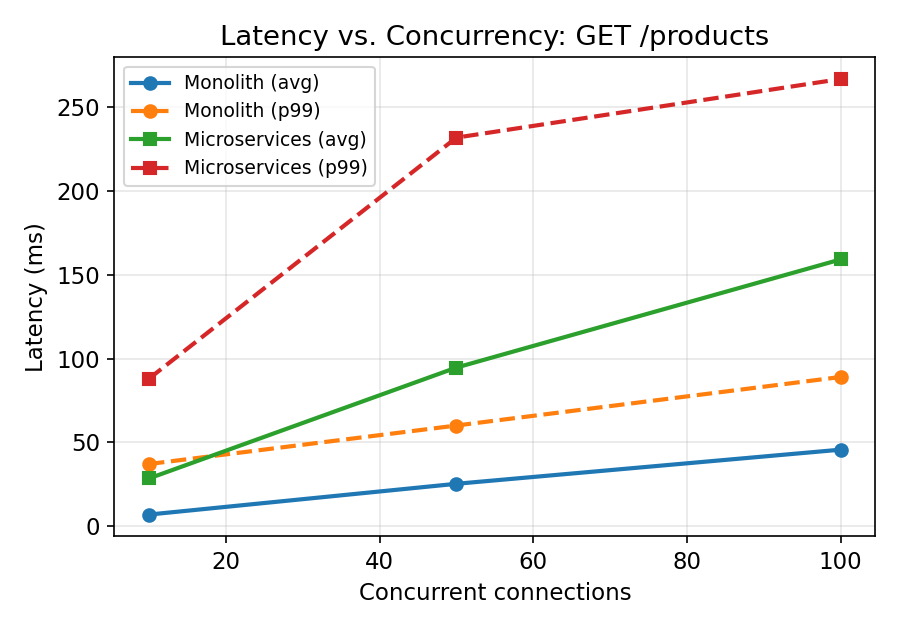 Latency vs. Concurrency: GET /products
Monolith (avg)
Monolith (p99)
Microservices (avg)
Microservices (p99)
Latency (ms)
250
200
150
100
50
0
20 40 60 80 100
Concurrent connections